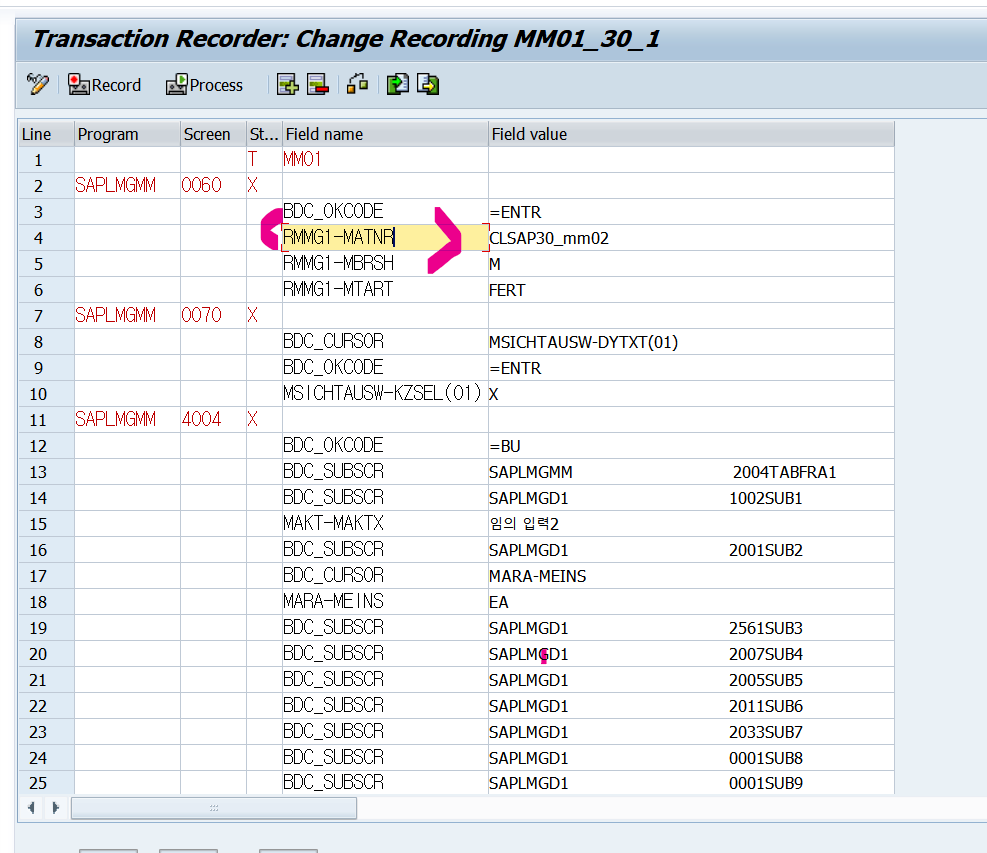 Transaction Recorder: Change Recording MM01_30_1
Record Process
Line Program Screen St... Field name Field value
1 T MM01
2 SAPLMGMM 0060 X
3 BDC_OKCODE =ENTR
4 RMMG1-MATNR CLSAP30_mm02
5 RMMG1-MBRSH M
6 RMMG1-MTART FERT
7 SAPLMGMM 0070 X
8 BDC_CURSOR MSICHTAUSW-DYTXT(01)
9 BDC_OKCODE =ENTR
10 MSICHTAUSW-KZSEL(01) X
11 SAPLMGMM 4004 X
12 BDC_OKCODE =BU
13 BDC_SUBSCR SAPLMGMM 2004TABFRA1
14 BDC_SUBSCR SAPLMGD1 1002SUB1
15 MAKT-MAKTX 임의 입력2
16 BDC_SUBSCR SAPLMGD1 2001SUB2
17 BDC_CURSOR MARA-MEINS
18 MARA-MEINS EA
19 BDC_SUBSCR SAPLMGD1 2561SUB3
20 BDC_SUBSCR SAPLMGD1 2007SUB4
21 BDC_SUBSCR SAPLMGD1 2005SUB5
22 BDC_SUBSCR SAPLMGD1 2011SUB6
23 BDC_SUBSCR SAPLMGD1 2033SUB7
24 BDC_SUBSCR SAPLMGD1 0001SUB8
25 BDC_SUBSCR SAPLMGD1 0001SUB9